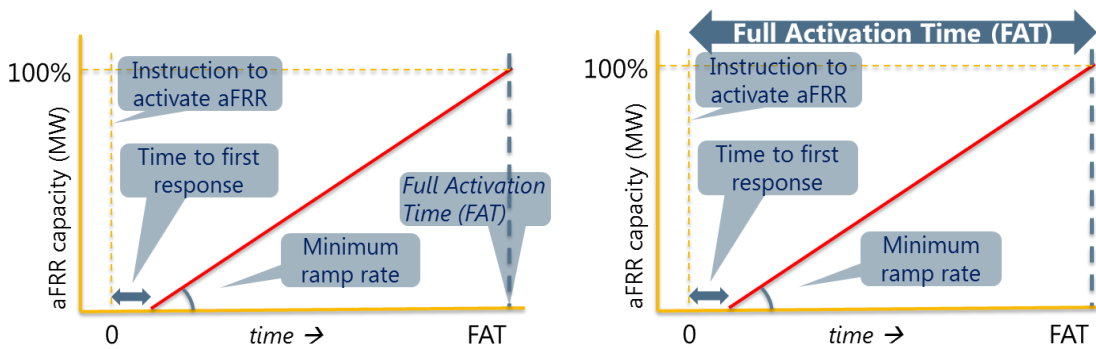 100%
Instruction to
activate aFRR
Time to first
response
Full Activation
Time (FAT)
Minimum
ramp rate
aFRR capacity (MW)
0
time →
FAT
Full Activation Time (FAT)
100%
Instruction to
activate aFRR
Time to first
response
Minimum
ramp rate
aFRR capacity (MW)
0
time →
FAT